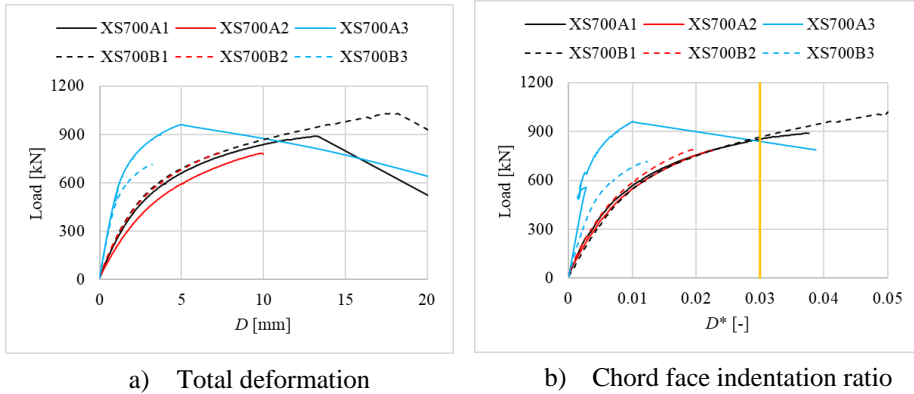 XS700A1 XS700A2 XS700A3
XS700B1 XS700B2 XS700B3
1200
900
600
300
0
Load [kN]
0 5 10 15 20
D [mm]
a) Total deformation
XS700A1 XS700A2 XS700A3
XS700B1 XS700B2 XS700B3
1200
900
600
300
0
Load [kN]
0 0.01 0.02 0.03 0.04 0.05
D* [-]
b) Chord face indentation ratio